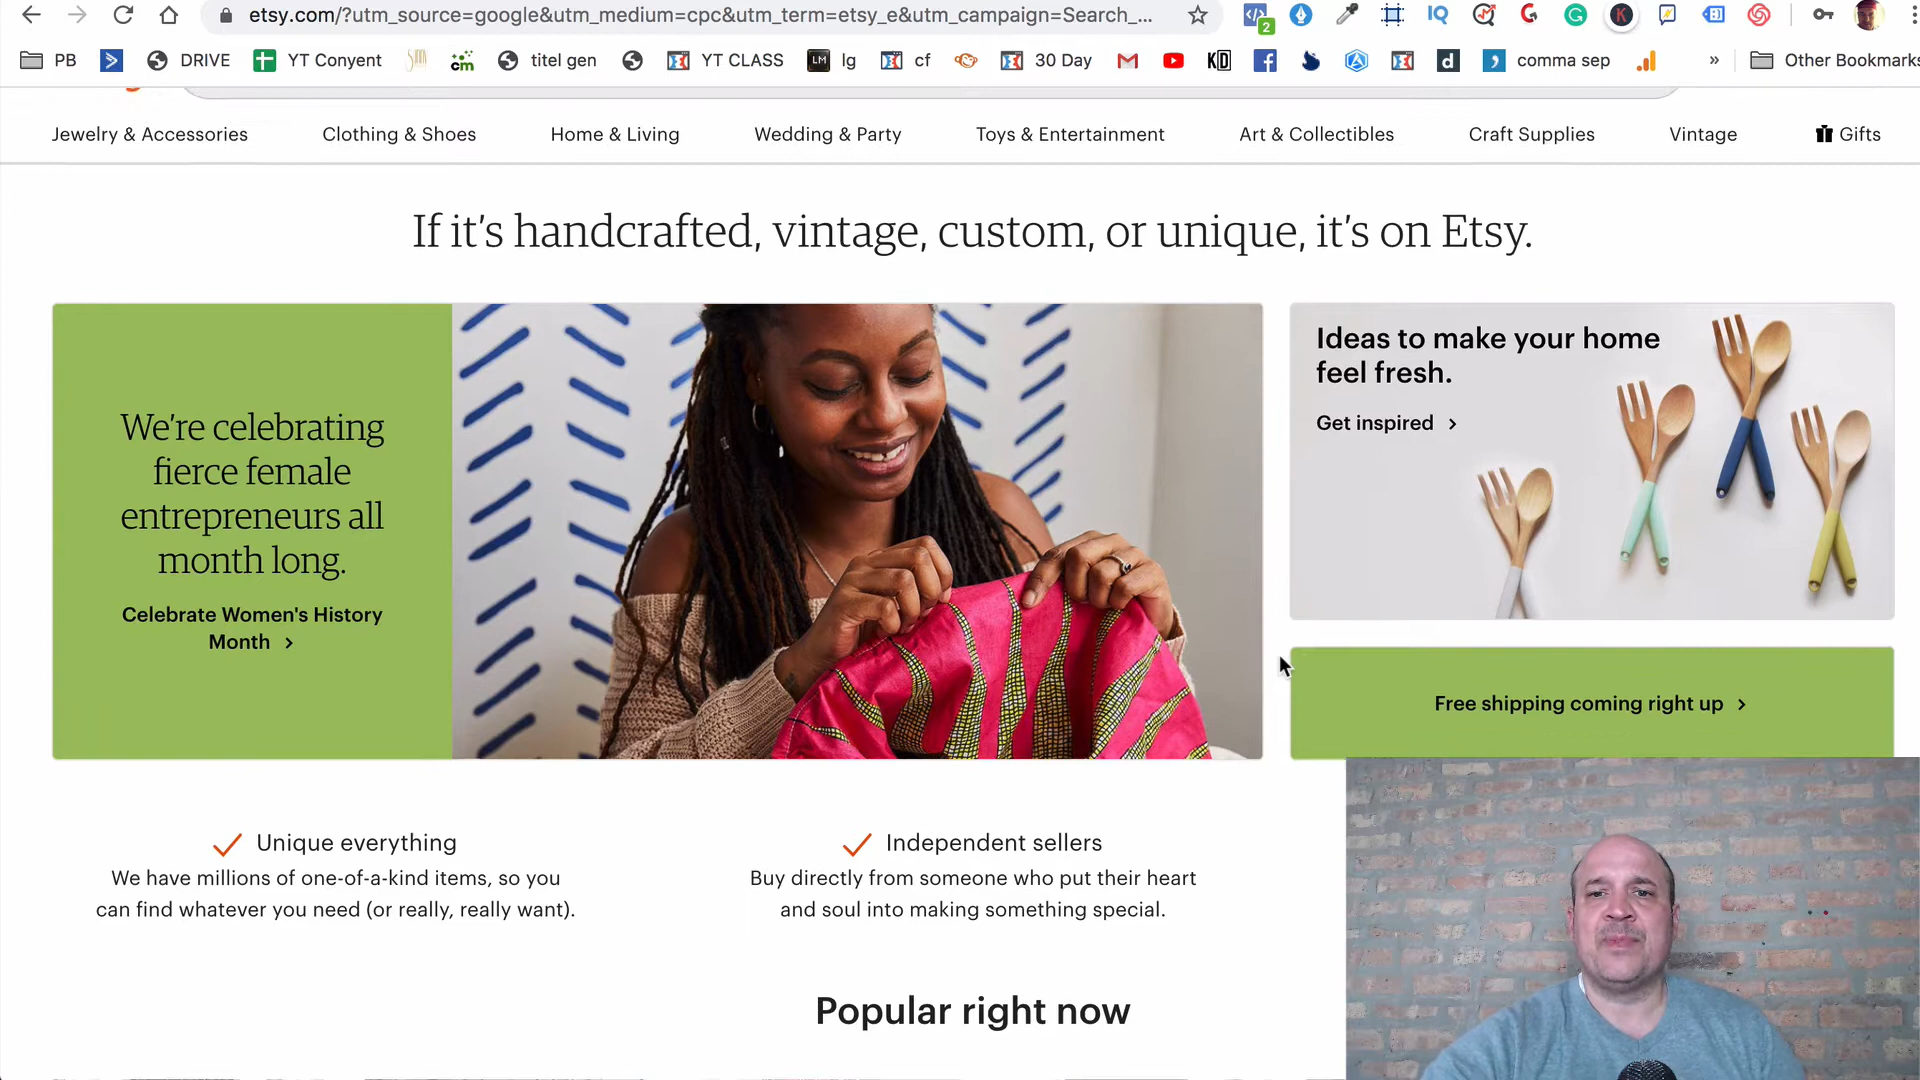 etsy.com/?utm_source=google&utm_medium=cpc&utm_term=etsy_e&utm_campaign=Search_...
2
PB DRIVE YT Conyent cm titel gen YT CLASS LM lg cf 30 Day KD d comma sep » Other Bookmarks
Jewelry & Accessories Clothing & Shoes Home & Living Wedding & Party Toys & Entertainment Art & Collectibles Craft Supplies Vintage Gifts
If it’s handcrafted, vintage, custom, or unique, it’s on Etsy.
We’re celebrating
fierce female
entrepreneurs all
month long.
Celebrate Women's History
Month >
Ideas to make your home
feel fresh.
Get inspired >
Free shipping coming right up >
Unique everything
We have millions of one-of-a-kind items, so you
can find whatever you need (or really, really want).
Independent sellers
Buy directly from someone who put their heart
and soul into making something special.
Popular right now